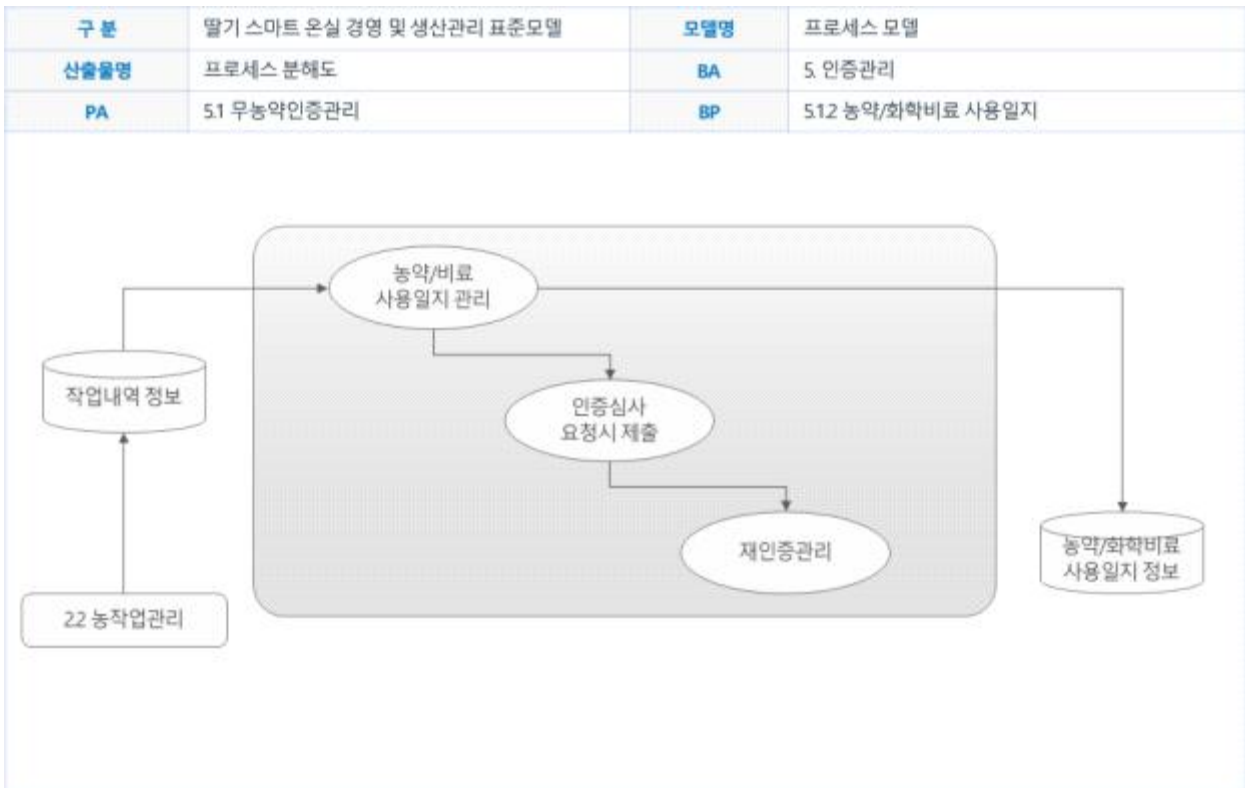 구 분 딸기 스마트 온실 경영 및 생산관리 표준모델 모델명 프로세스 모델
산출물명 프로세스 분해도 BA 5. 인증관리
PA 5.1 무농약인증관리 BP 5.1.2 농약/화학비료 사용일지
농약/비료
사용일지 관리
작업내역 정보
인증심사
요청시 제출
재인증관리
농약/화학비료
사용일지 정보
2.2 농작업관리